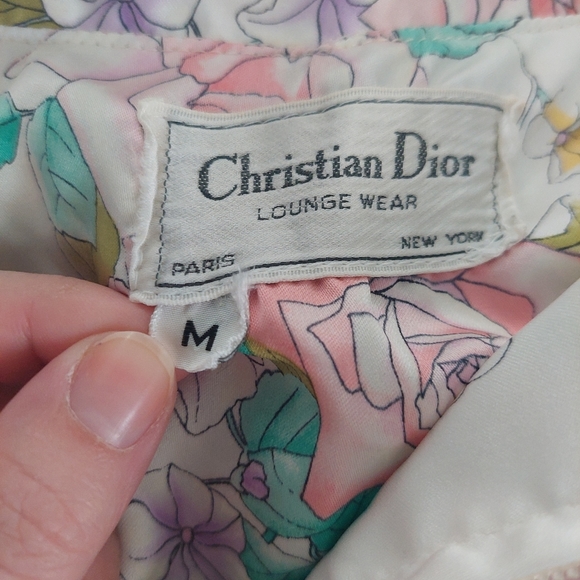 Christian Dior
LOUNGE WEAR
PARIS NEW YORK
M